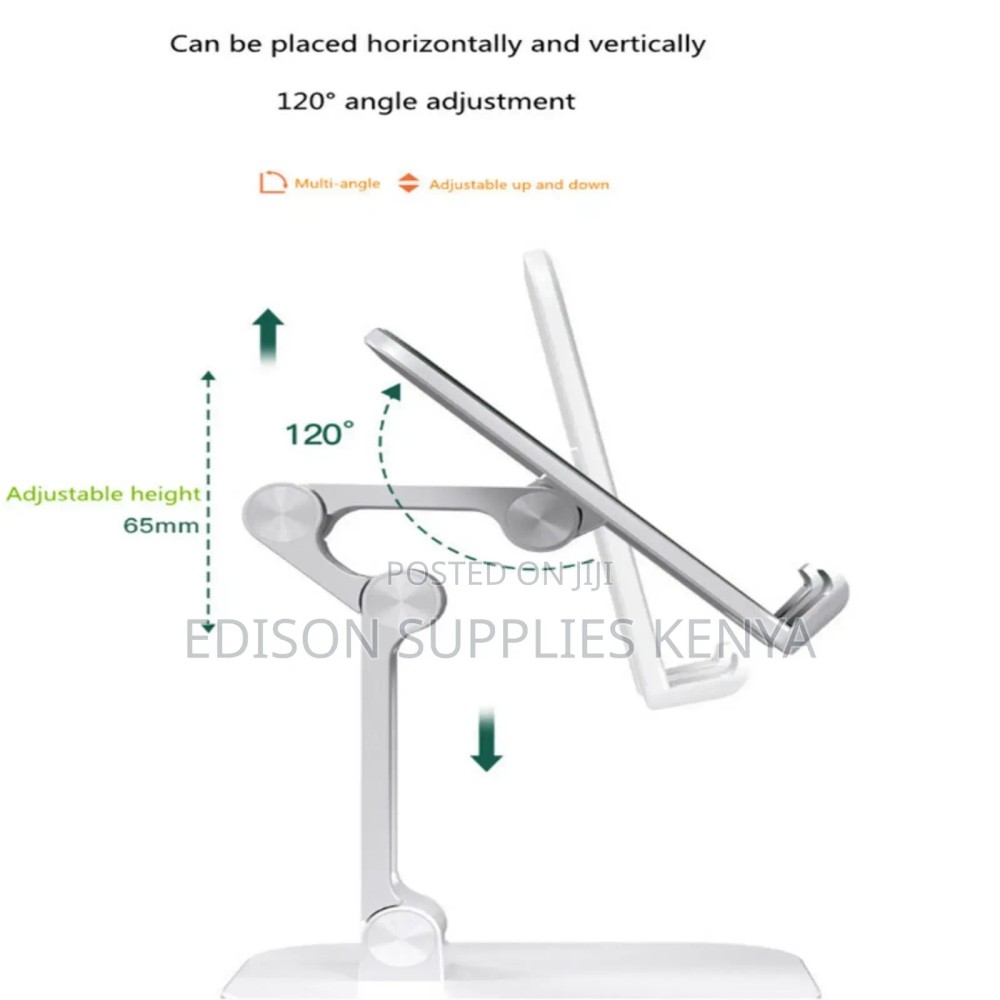 Can be placed horizontally and vertically
120° angle adjustment
Multi-angle
Adjustable up and down
120°
Adjustable height
65mm
POSTED ON JIJI
EDISON SUPPLIES KENYA